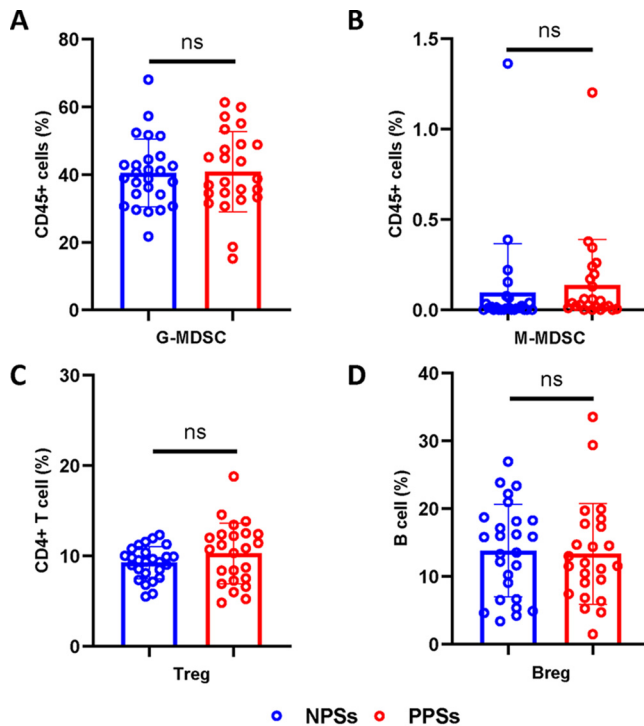 A
ns
CD45+ cells (%)
80
60
40
20
0
G-MDSC
B
ns
CD45+ cells (%)
1.5
1.0
0.5
0.0
M-MDSC
C
ns
CD4+ T cell (%)
30
20
10
0
Treg
D
ns
B cell (%)
40
30
20
10
0
Breg
NPSs PPSs